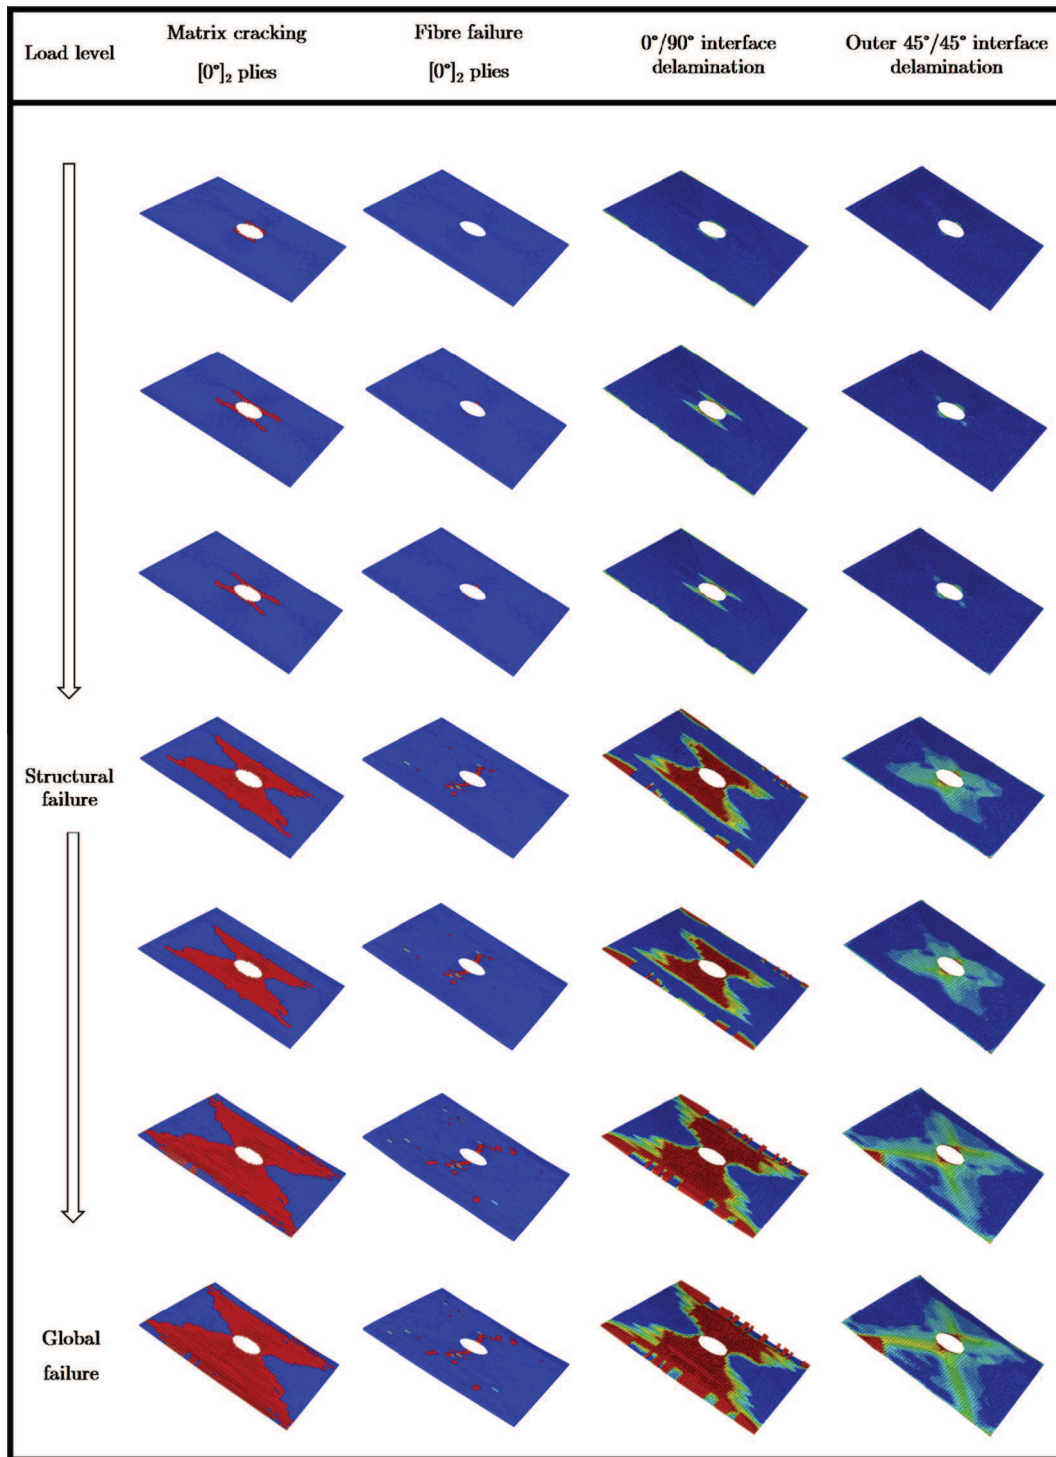 Load level
Matrix cracking
[0°]₂ plies
Fibre failure
[0°]₂ plies
0°/90° interface
delamination
Outer 45°/45° interface
delamination
Structural
failure
Global
failure